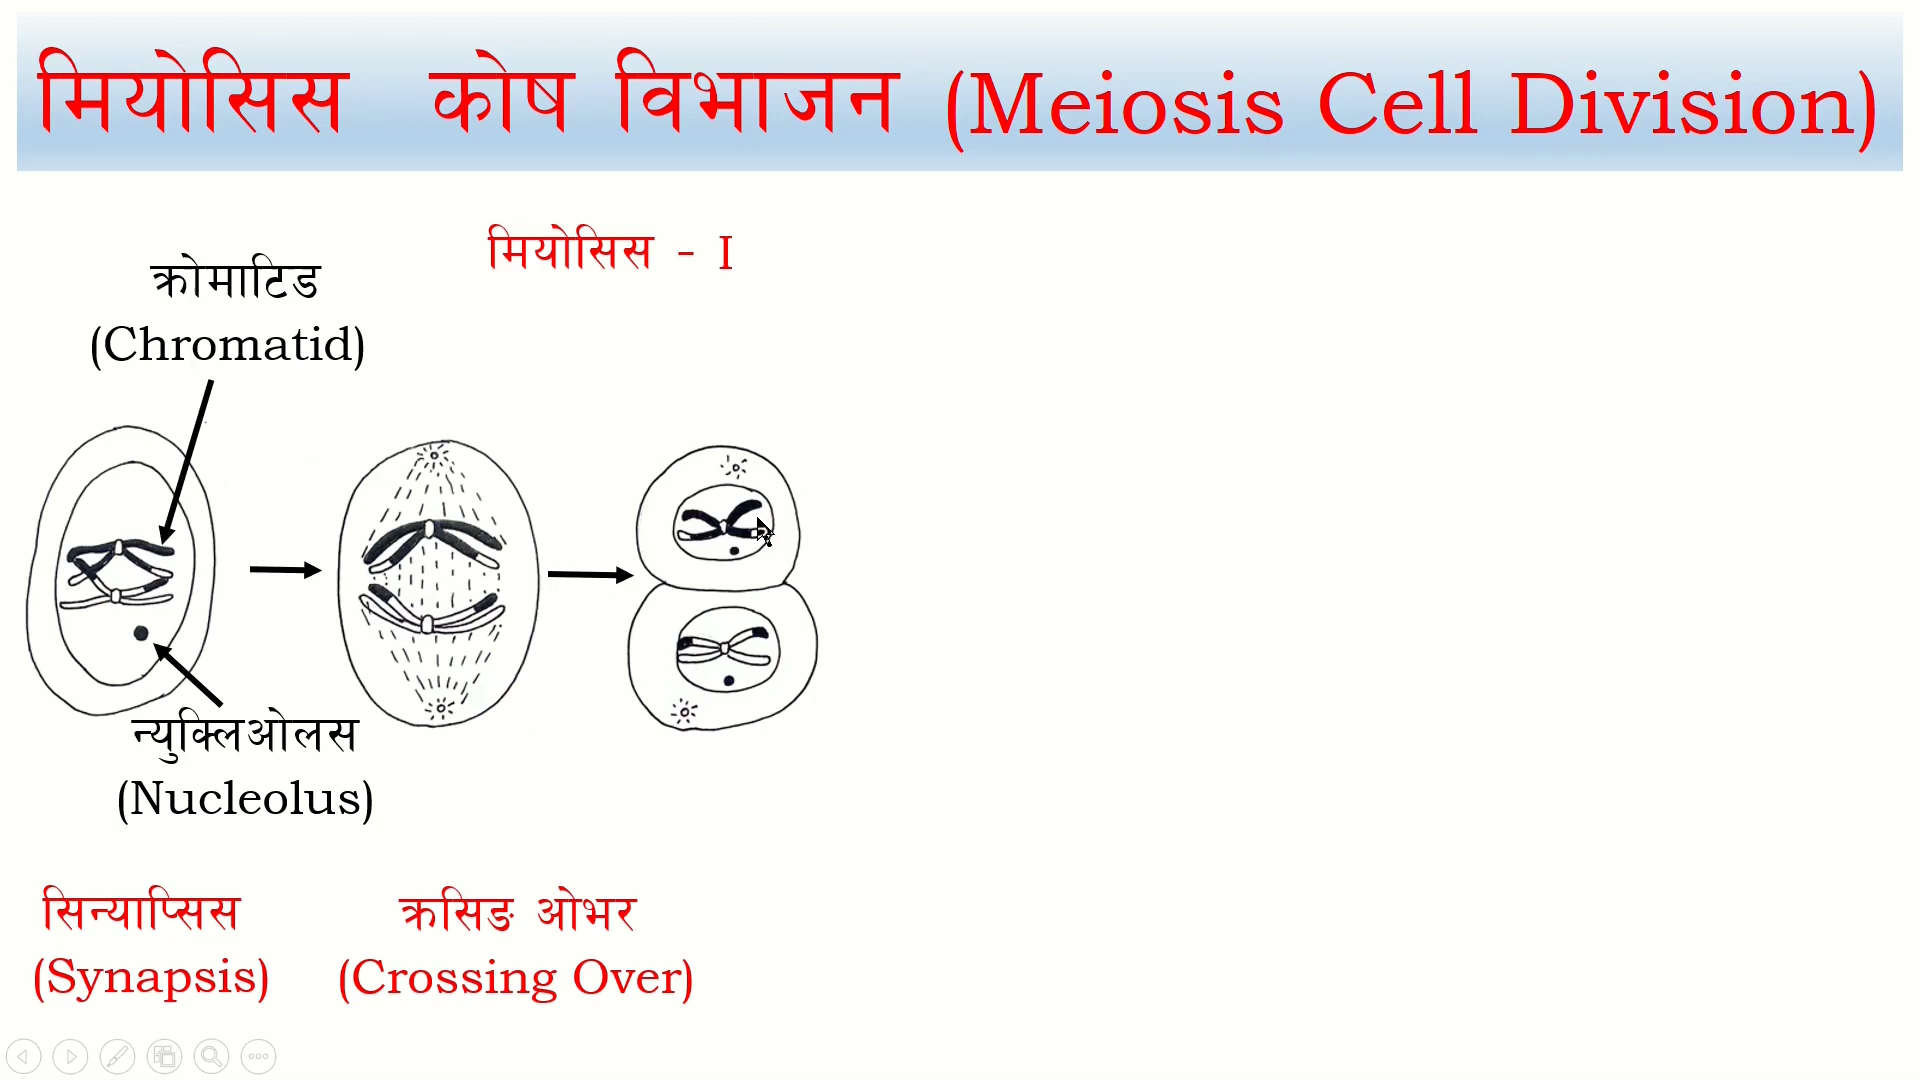 मियोसिस कोष विभाजन (Meiosis Cell Division)
मियोसिस - I
क्रोमाटिड
(Chromatid)
न्युक्लिओलस
(Nucleolus)
सिन्याप्सिस
(Synapsis)
क्रसिङ ओभर
(Crossing Over)